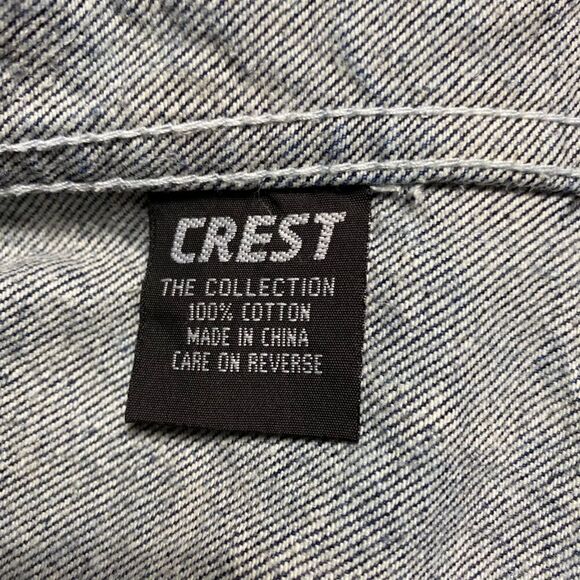 CREST
THE COLLECTION
100% COTTON
MADE IN CHINA
CARE ON REVERSE